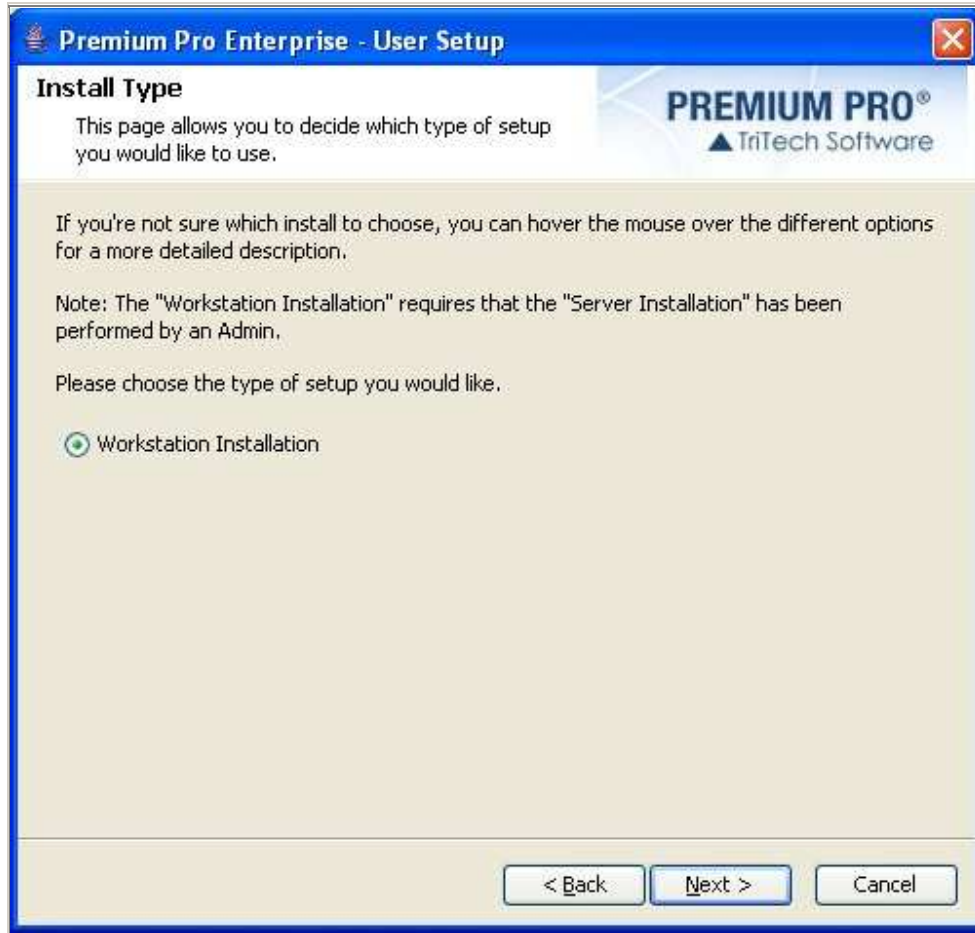 Premium Pro Enterprise - User Setup
Install Type
This page allows you to decide which type of setup
you would like to use.
PREMIUM PRO®
TriTech Software
If you're not sure which install to choose, you can hover the mouse over the different options
for a more detailed description.
Note: The "Workstation Installation" requires that the "Server Installation" has been
performed by an Admin.
Please choose the type of setup you would like.
Workstation Installation
< Back
Next >
Cancel